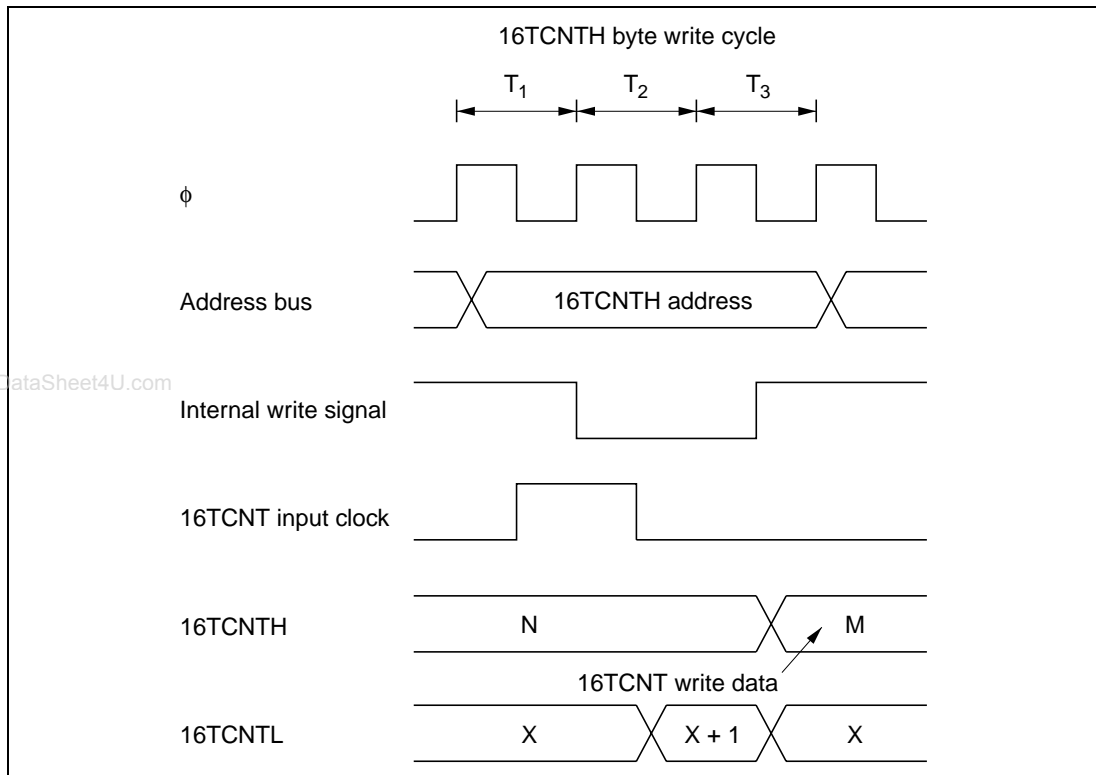 16TCNTH byte write cycle
T1 T2 T3
φ
Address bus 16TCNTH address
DataSheet4U.com
Internal write signal
16TCNT input clock
16TCNTH N M
16TCNT write data
16TCNTL X X + 1 X